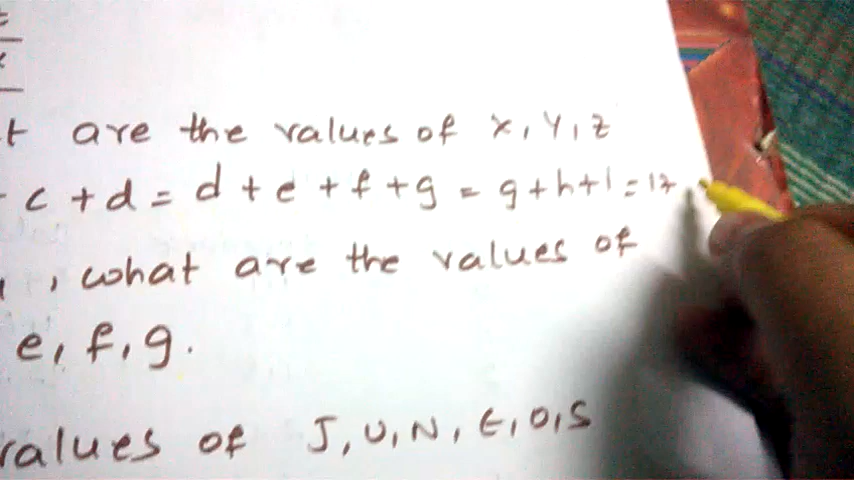 t are the values of x, y, z
c + d = d + e + f + g = g + h + i = 17
, what are the values of
e, f, g.
values of J, U, N, E, O, S